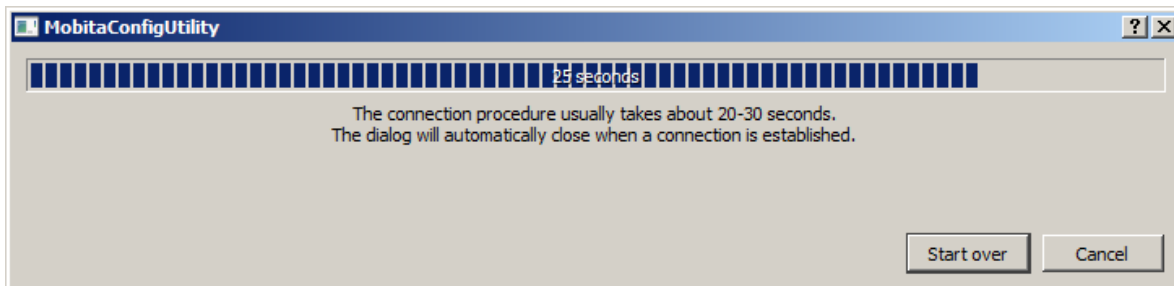 MobitaConfigUtility
25 seconds
The connection procedure usually takes about 20-30 seconds.
The dialog will automatically close when a connection is established.
Start over
Cancel